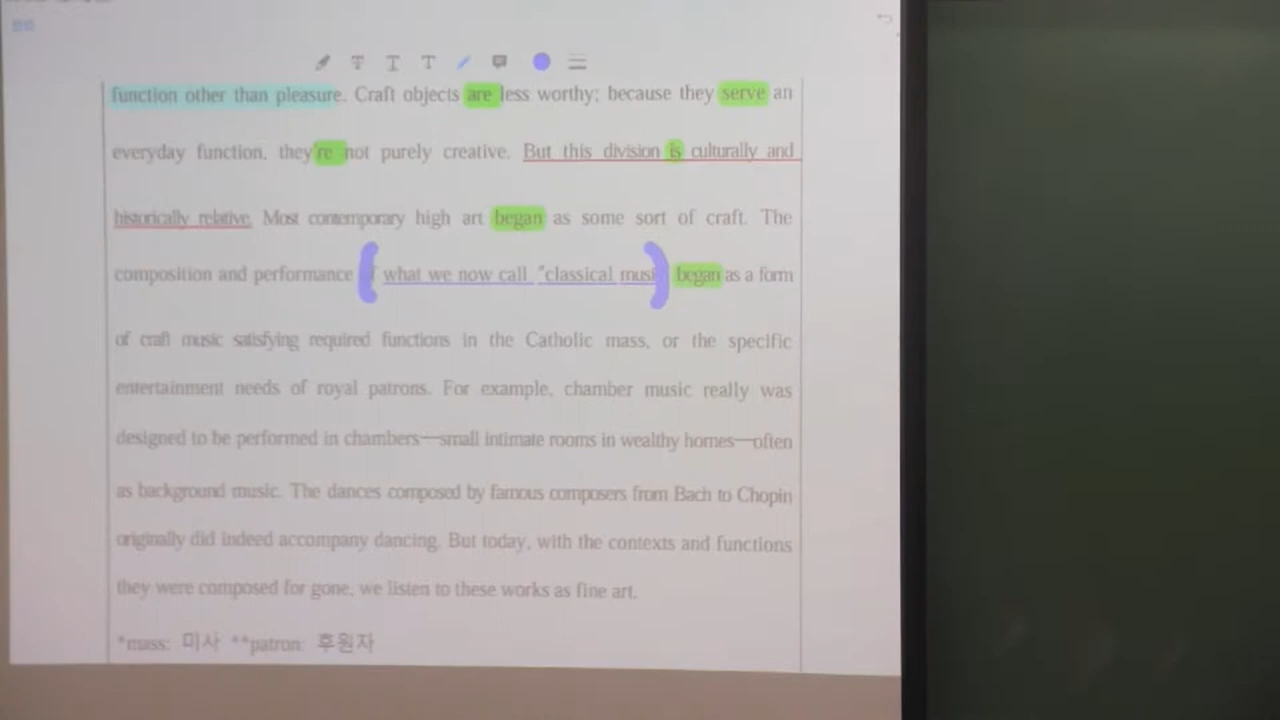 function other than pleasure. Craft objects are less worthy; because they serve an
everyday function, they're not purely creative. But this division is culturally and
historically relative. Most contemporary high art began as some sort of craft. The
composition and performance what we now call "classical musi began as a form
of craft music satisfying required functions in the Catholic mass, or the specific
entertainment needs of royal patrons. For example, chamber music really was
designed to be performed in chambers—small intimate rooms in wealthy homes—often
as background music. The dances composed by famous composers from Bach to Chopin
originally did indeed accompany dancing. But today, with the contexts and functions
they were composed for gone, we listen to these works as fine art.
*mass: 미사 **patron: 후원자